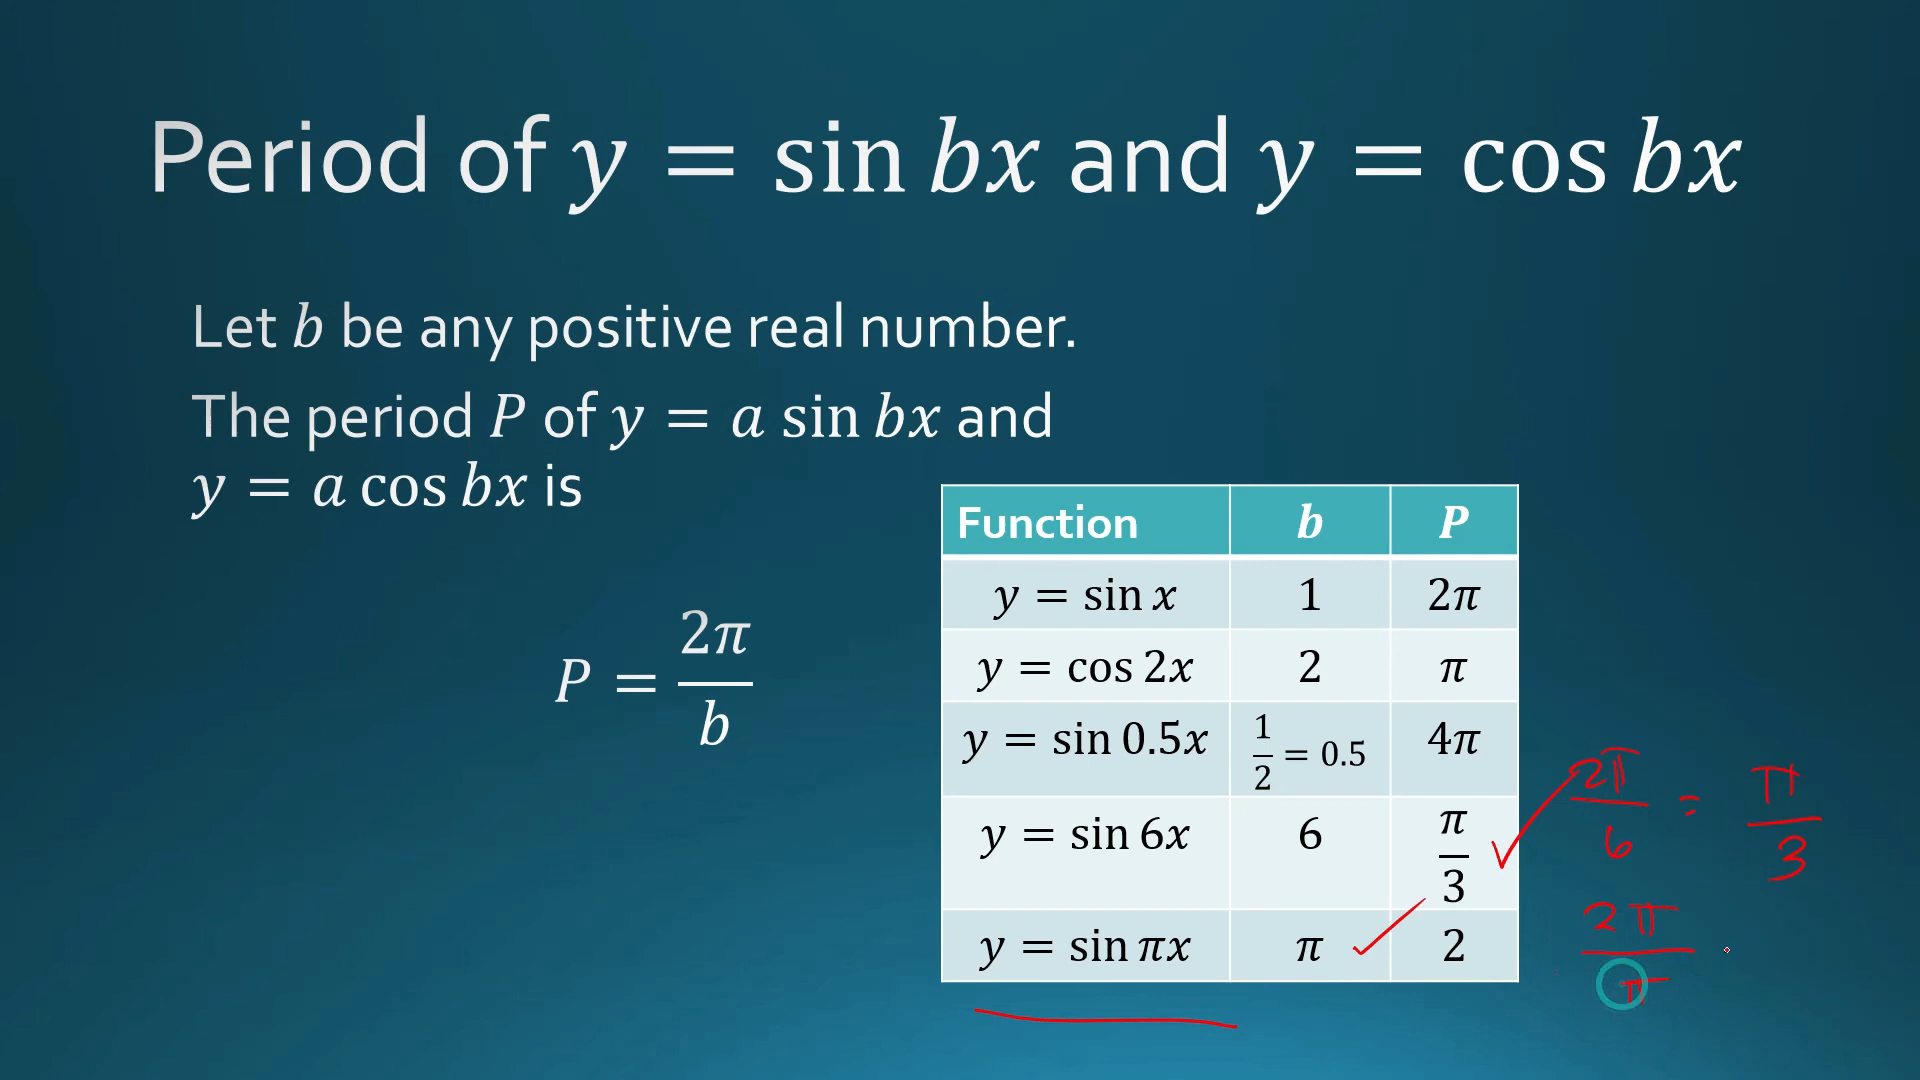 Period of y = sin bx and y = cos bx
Let b be any positive real number.
The period P of y = a sin bx and
y = a cos bx is
P = 2π/b
Function b P
y = sin x 1 2π
y = cos 2x 2 π
y = sin 0.5x 1/2 = 0.5 4π
y = sin 6x 6 π/3
y = sin πx π 2
2π/6 = π/3
2π/π